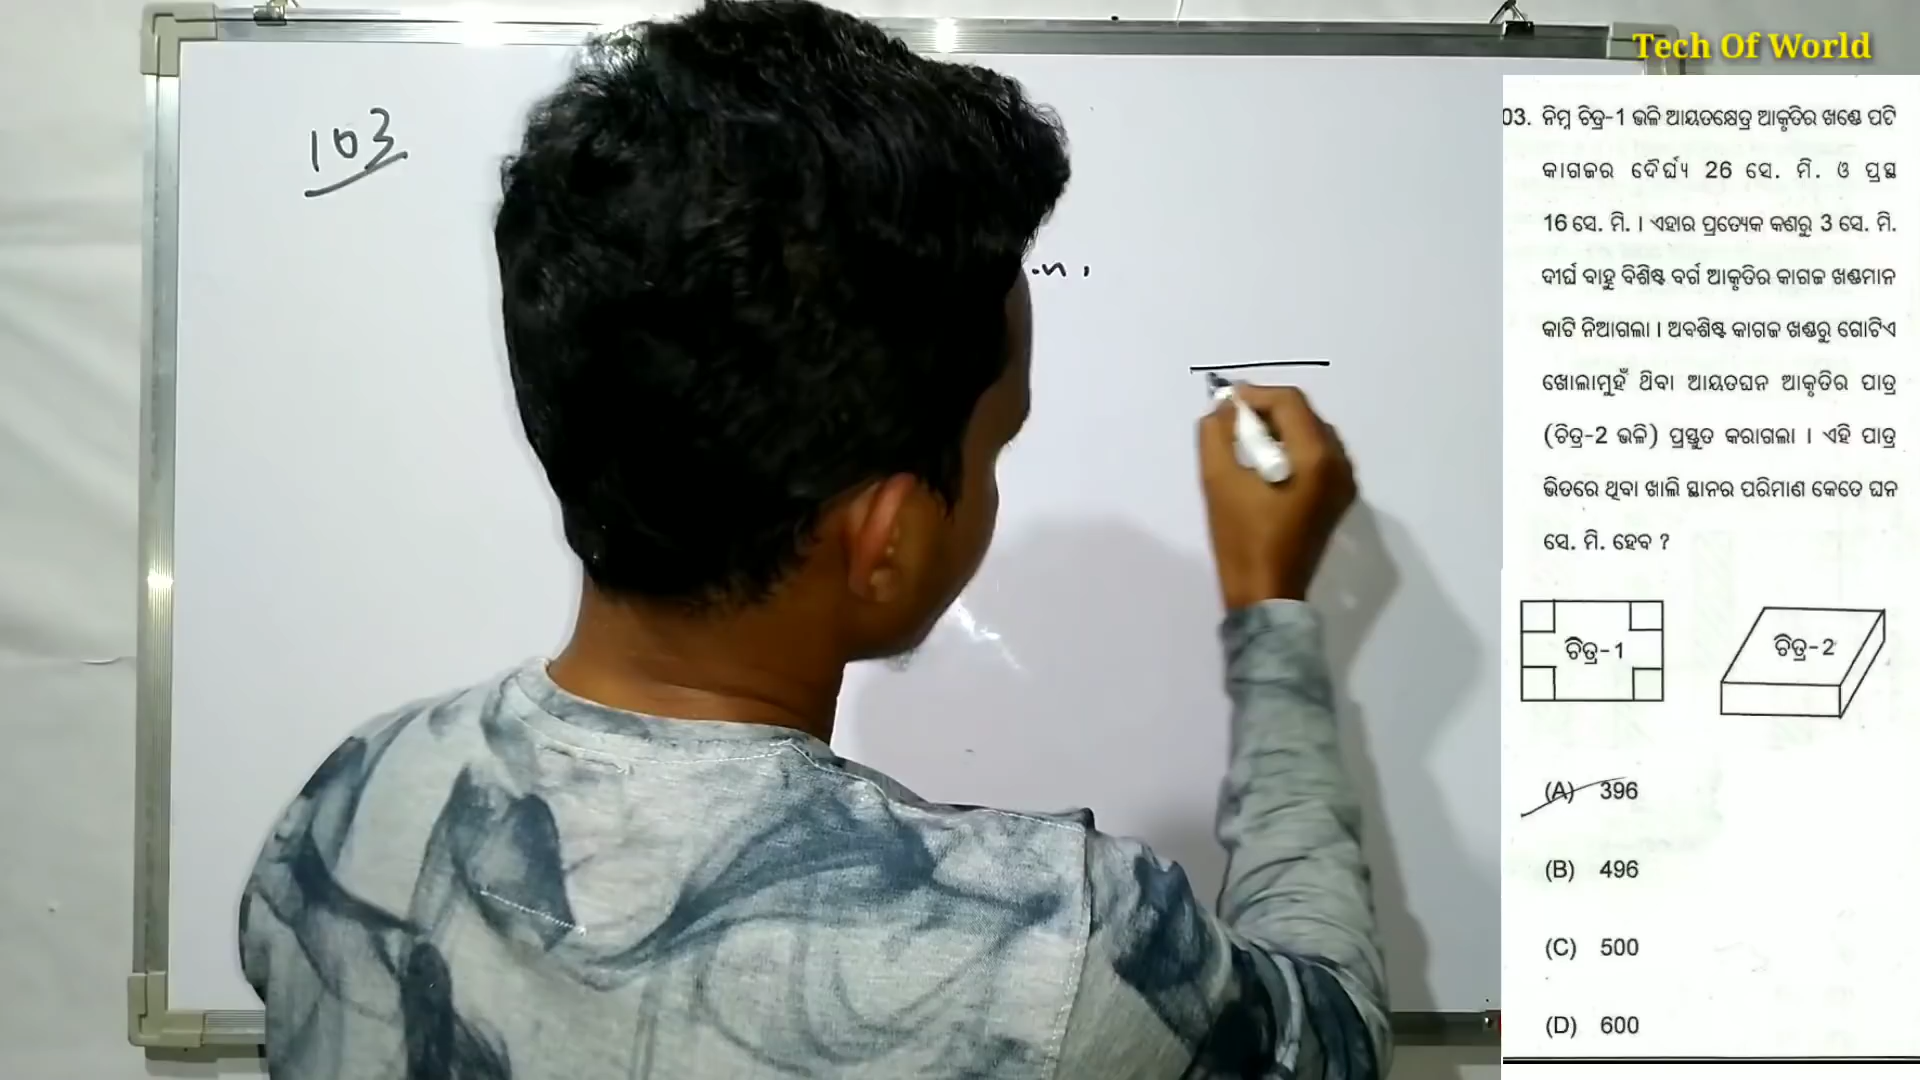 Tech Of World
103
.n.
03. ନିମ୍ନ ଚିତ୍ର-1 ଭଳି ଆୟତକ୍ଷେତ୍ର ଆକୃତିର ଖଣ୍ଡେ ପଟି
କାଗଜର ଦୈର୍ଘ୍ୟ 26 ସେ. ମି. ଓ ପ୍ରସ୍ଥ
16 ସେ. ମି. । ଏହାର ପ୍ରତ୍ୟେକ କଣରୁ 3 ସେ. ମି.
ଦୀର୍ଘ ବାହୁ ବିଶିଷ୍ଟ ବର୍ଗ ଆକୃତିର କାଗଜ ଖଣ୍ଡମାନ
କାଟି ନିଆଗଲା । ଅବଶିଷ୍ଟ କାଗଜ ଖଣ୍ଡରୁ ଗୋଟିଏ
ଖୋଲାମୁହଁ ଥିବା ଆୟତଘନ ଆକୃତିର ପାତ୍ର
(ଚିତ୍ର-2 ଭଳି) ପ୍ରସ୍ତୁତ କରାଗଲା । ଏହି ପାତ୍ର
ଭିତରେ ଥିବା ଖାଲି ସ୍ଥାନର ପରିମାଣ କେତେ ଘନ
ସେ. ମି. ହେବ ?
ଚିତ୍ର-1
ଚିତ୍ର-2
(A) 396
(B) 496
(C) 500
(D) 600